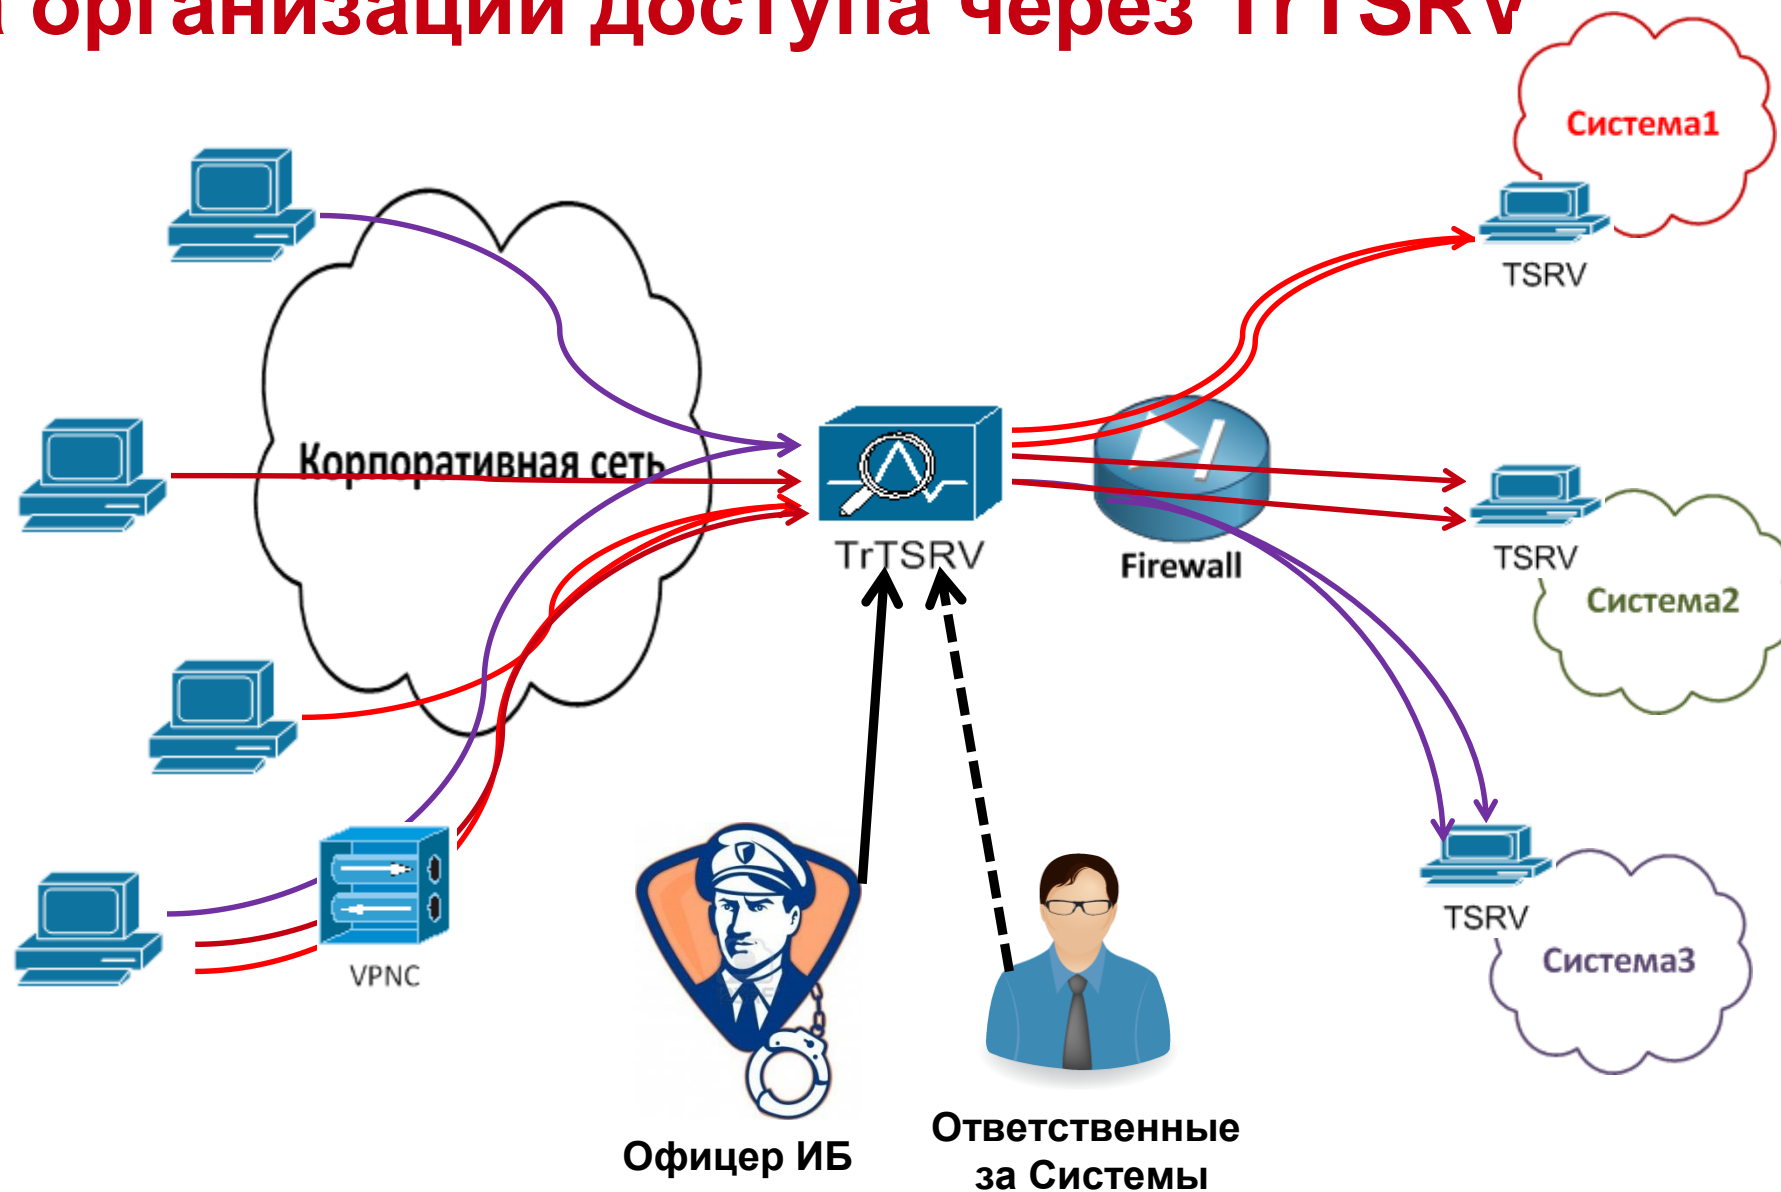 организации доступа через TrTSRV
Система1
TSRV
Корпоративная сеть
TrTSRV
Firewall
TSRV
Система2
VPNC
TSRV
Система3
Офицер ИБ
Ответственные
за Системы